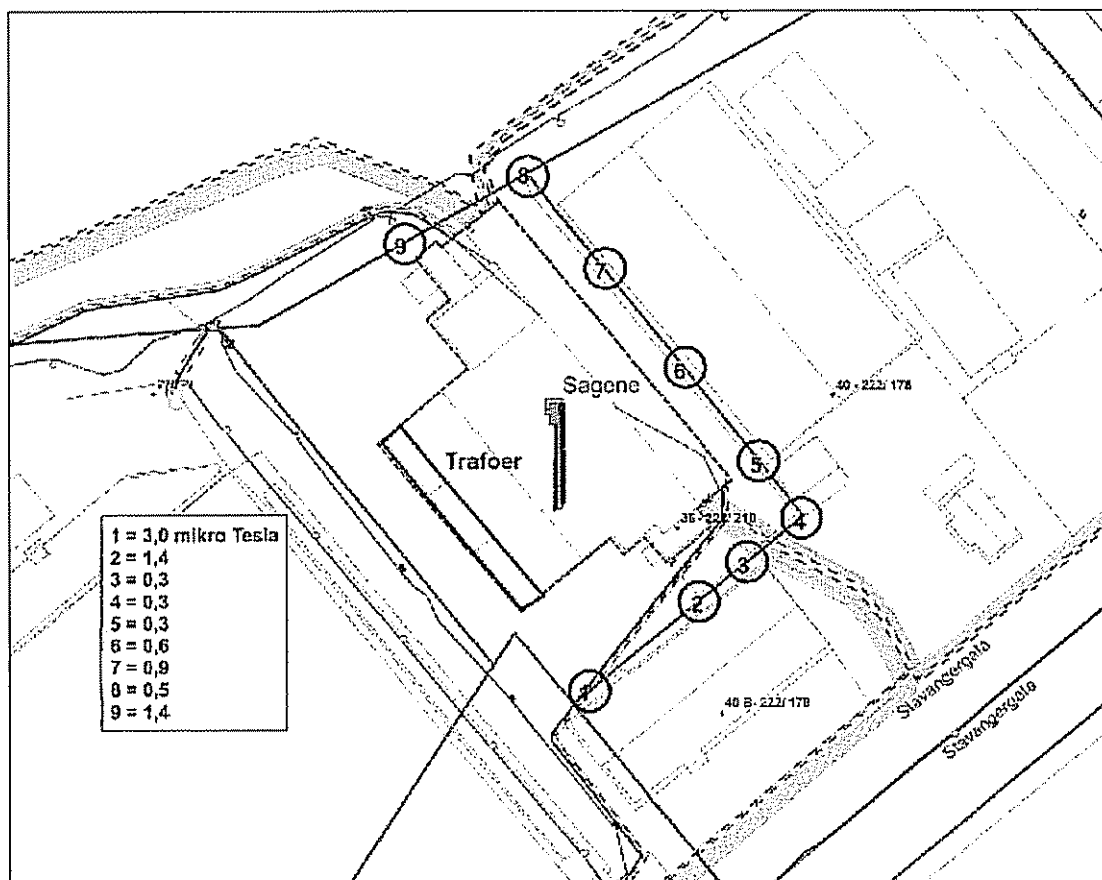 8
9
7
6
Sagene
40 - 222/ 178
Trafoer
5
4
3
2
1
1 = 3,0 mikro Tesla
2 = 1,4
3 = 0,3
4 = 0,3
5 = 0,3
6 = 0,6
7 = 0,9
8 = 0,5
9 = 1,4
40 B - 222/ 178
Stavangergata
Stavangergata